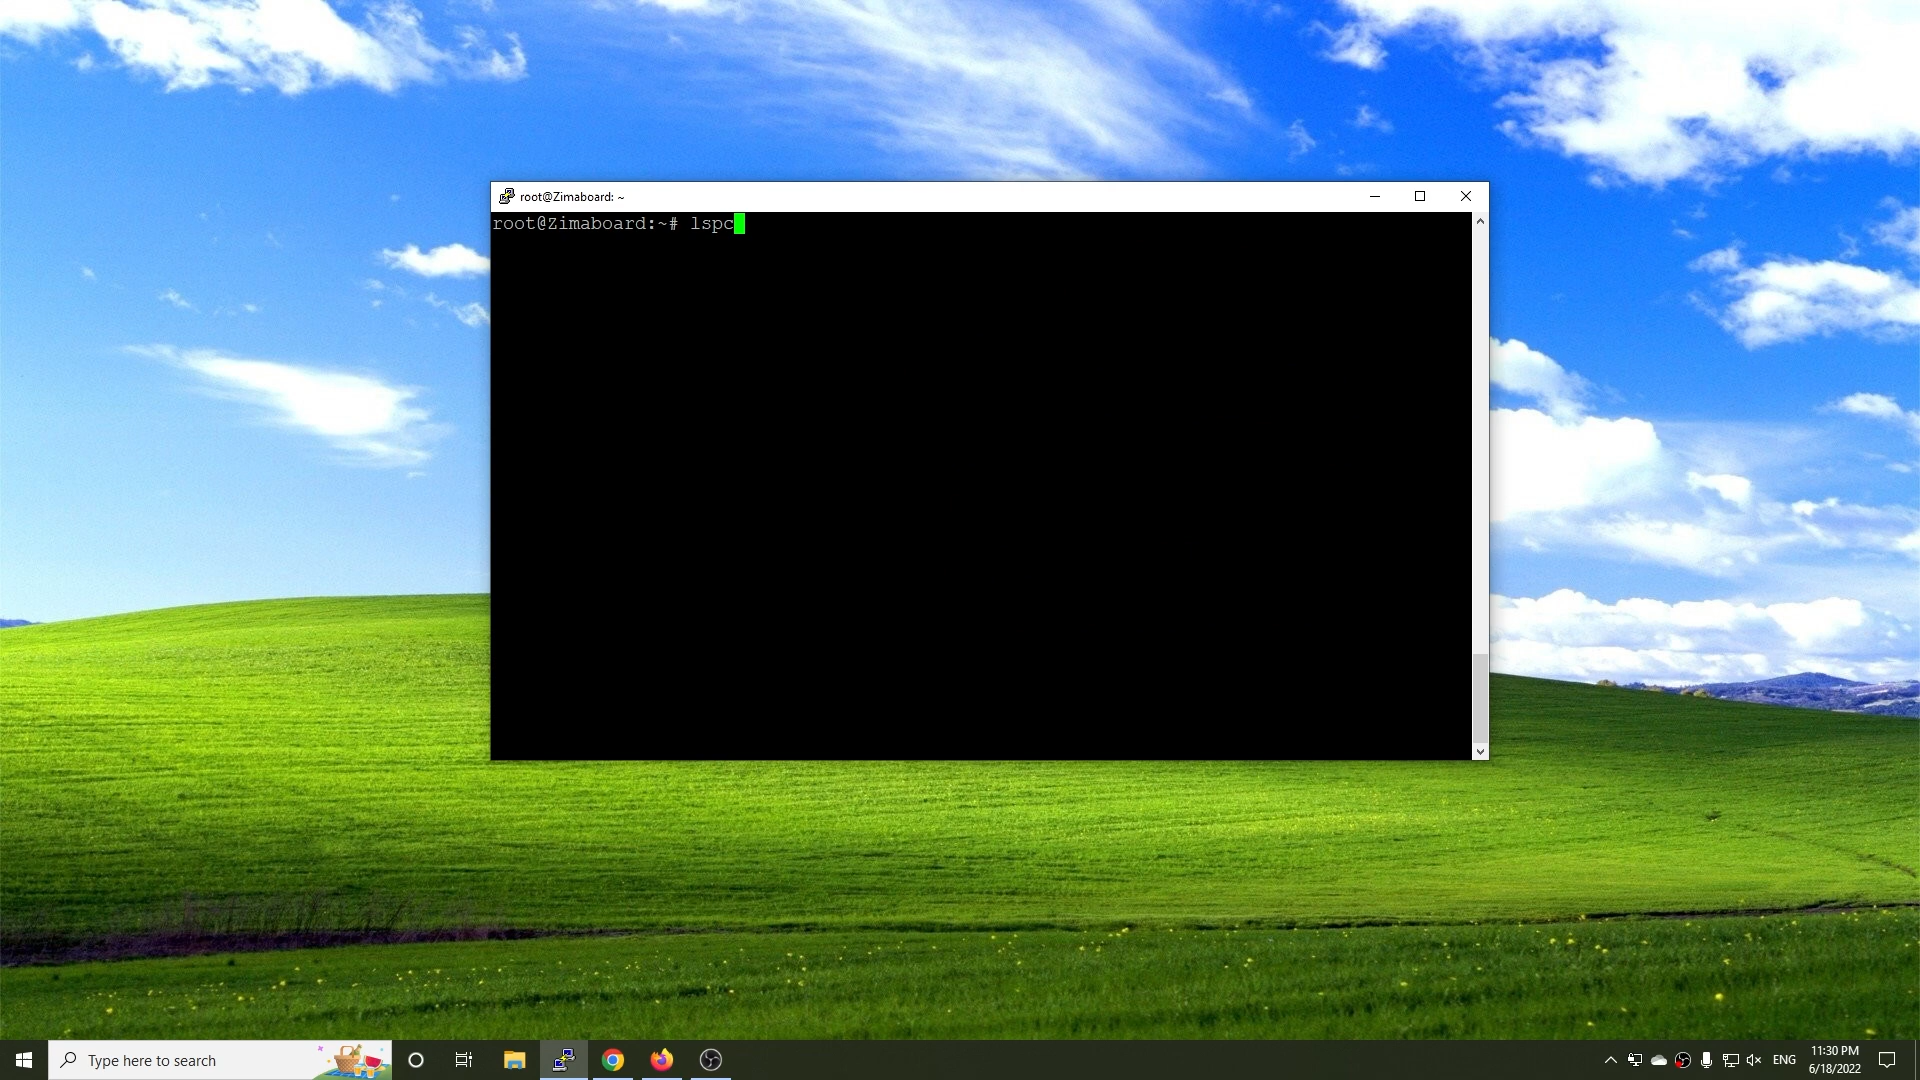 root@Zimaboard: ~
root@Zimaboard:~# lspc
Type here to search
ENG
11:30 PM
6/18/2022